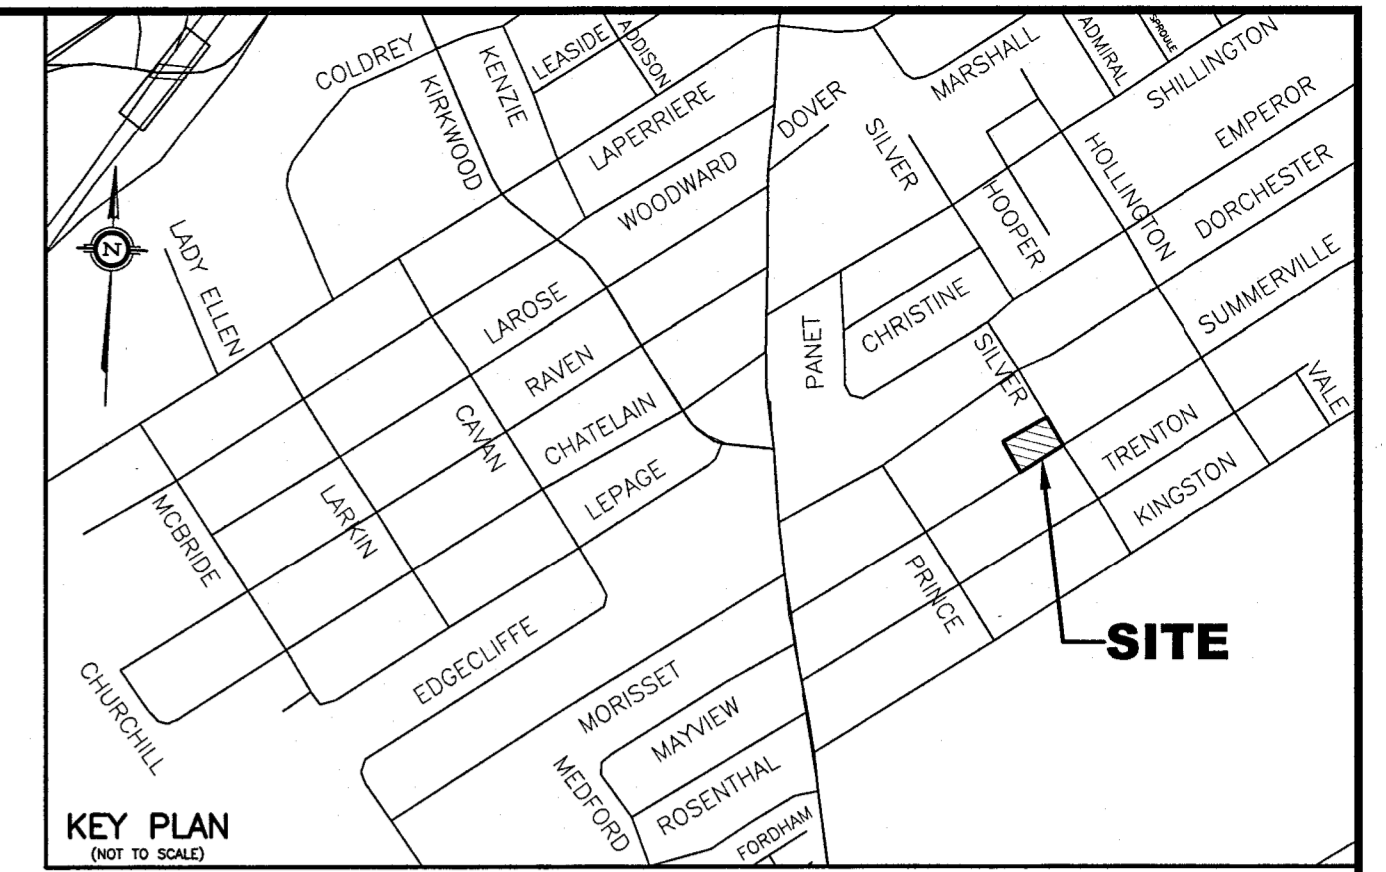 COLDREY
KIRKWOOD
KENZIE
LEASIDE
ADDISON
LAPERRIERE
WOODWARD
DOVER
MARSHALL
ADMIRAL
SPROULE
SHILLINGTON
EMPEROR
DORCHESTER
SUMMERVILLE
HOLLINGTON
SILVER
HOOPER
N
LADY ELLEN
LAROSE
RAVEN
CHATELAIN
LEPAGE
CAVAN
LARKIN
MCBRIDE
PANET
CHRISTINE
SILVER
VALE
TRENTON
KINGSTON
PRINCE
SITE
CHURCHILL
EDGECLIFFE
MORISSET
MAYVIEW
MEDFORD
ROSENTHAL
FORDHAM
KEY PLAN
(NOT TO SCALE)